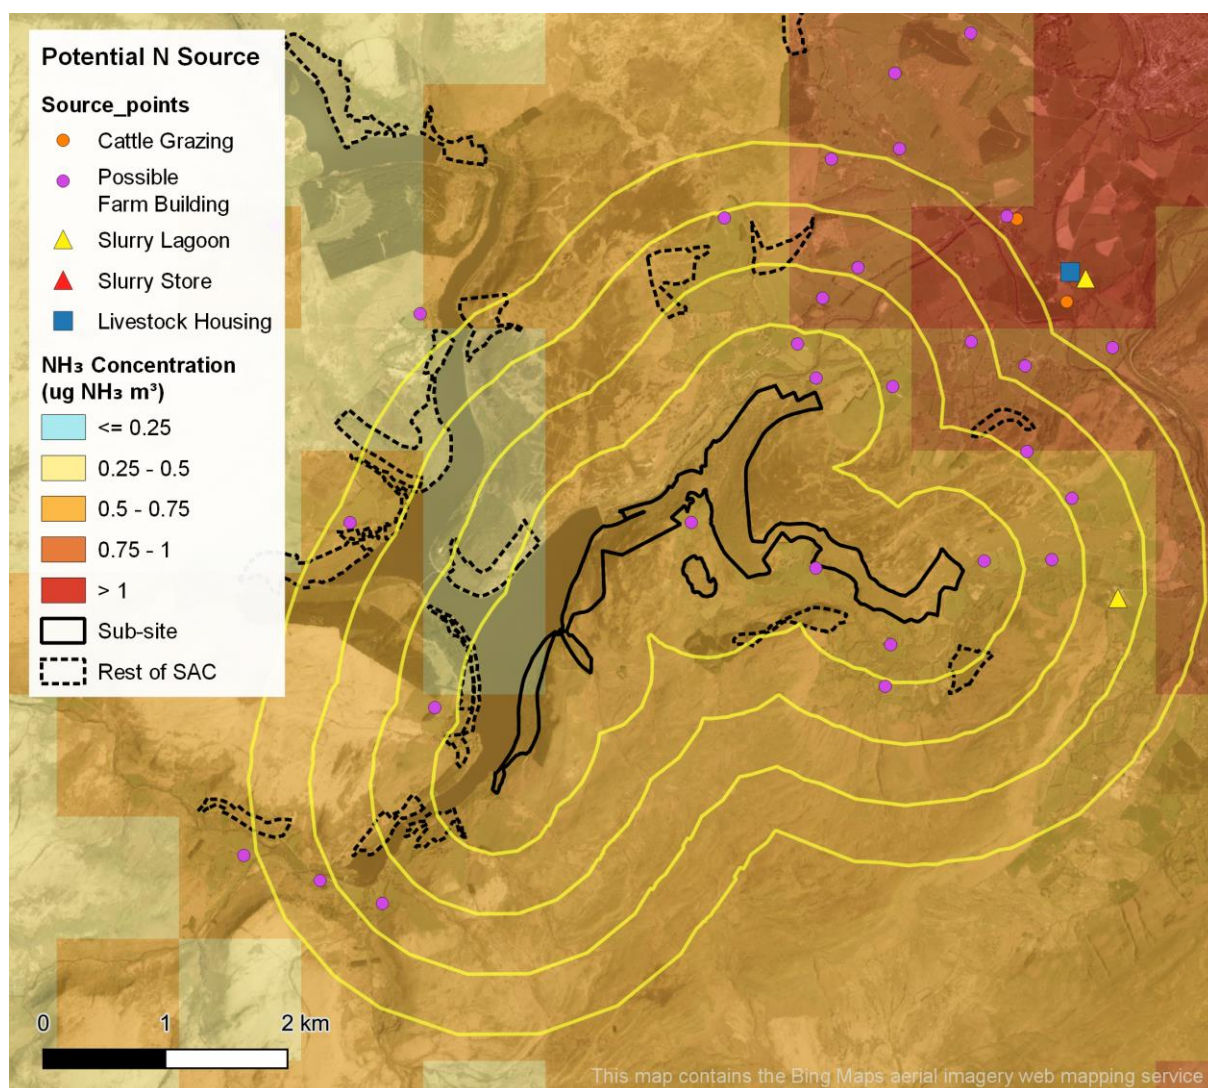 Potential N Source
Source_points
Cattle Grazing
Possible
Farm Building
Slurry Lagoon
Slurry Store
Livestock Housing
NH₃ Concentration
(ug NH₃ m³)
<= 0.25
0.25 - 0.5
0.5 - 0.75
0.75 - 1
> 1
Sub-site
Rest of SAC
0 1 2 km
This map contains the Bing Maps aerial imagery web mapping service